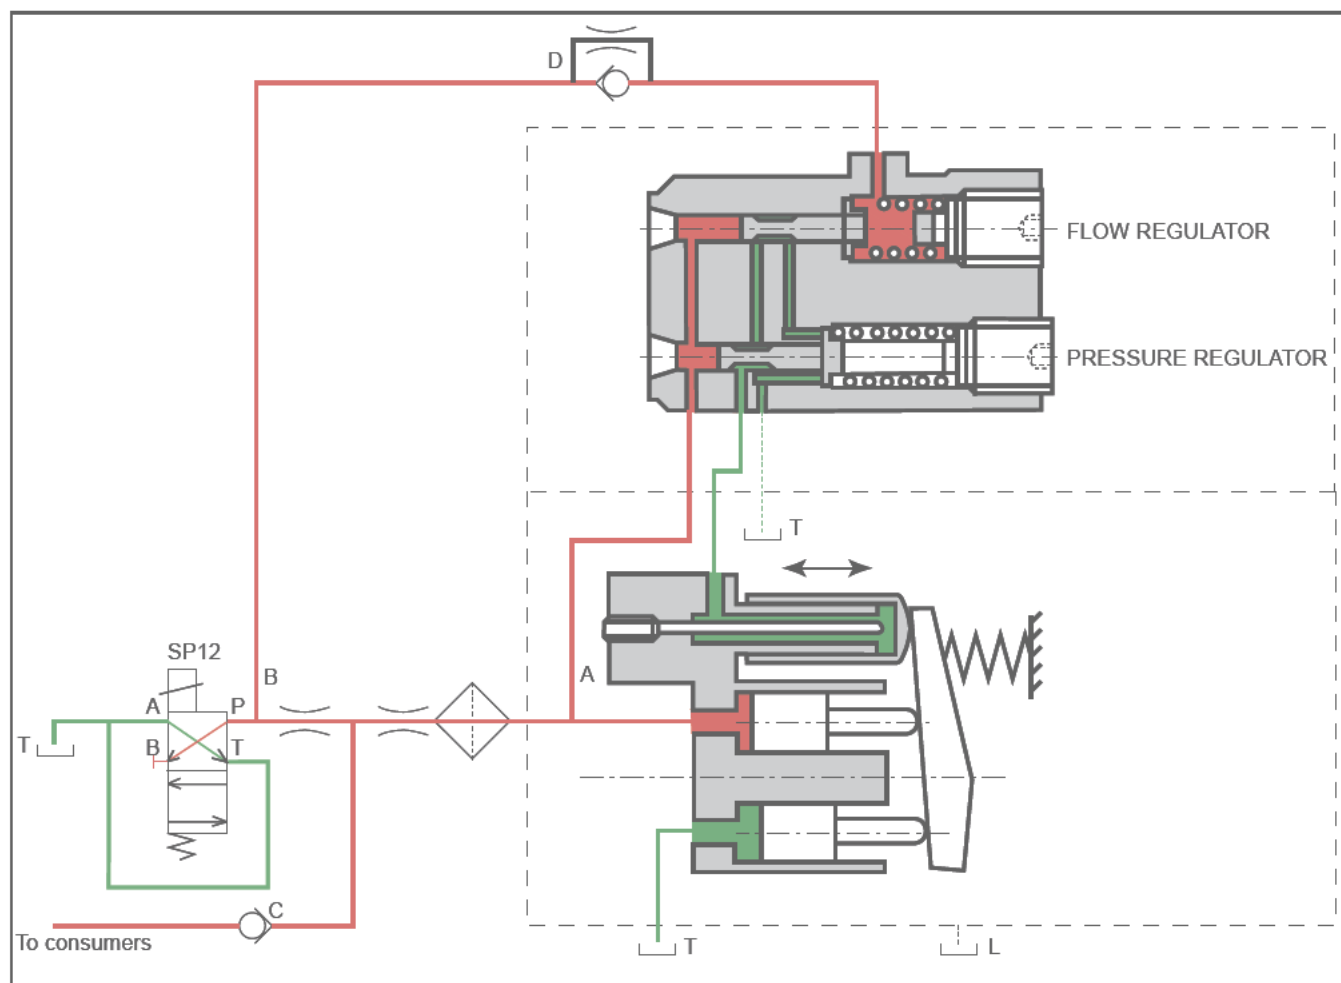 D
FLOW REGULATOR
PRESSURE REGULATOR
T
SP12
B
A
A
P
T
B
T
C
To consumers
T
L